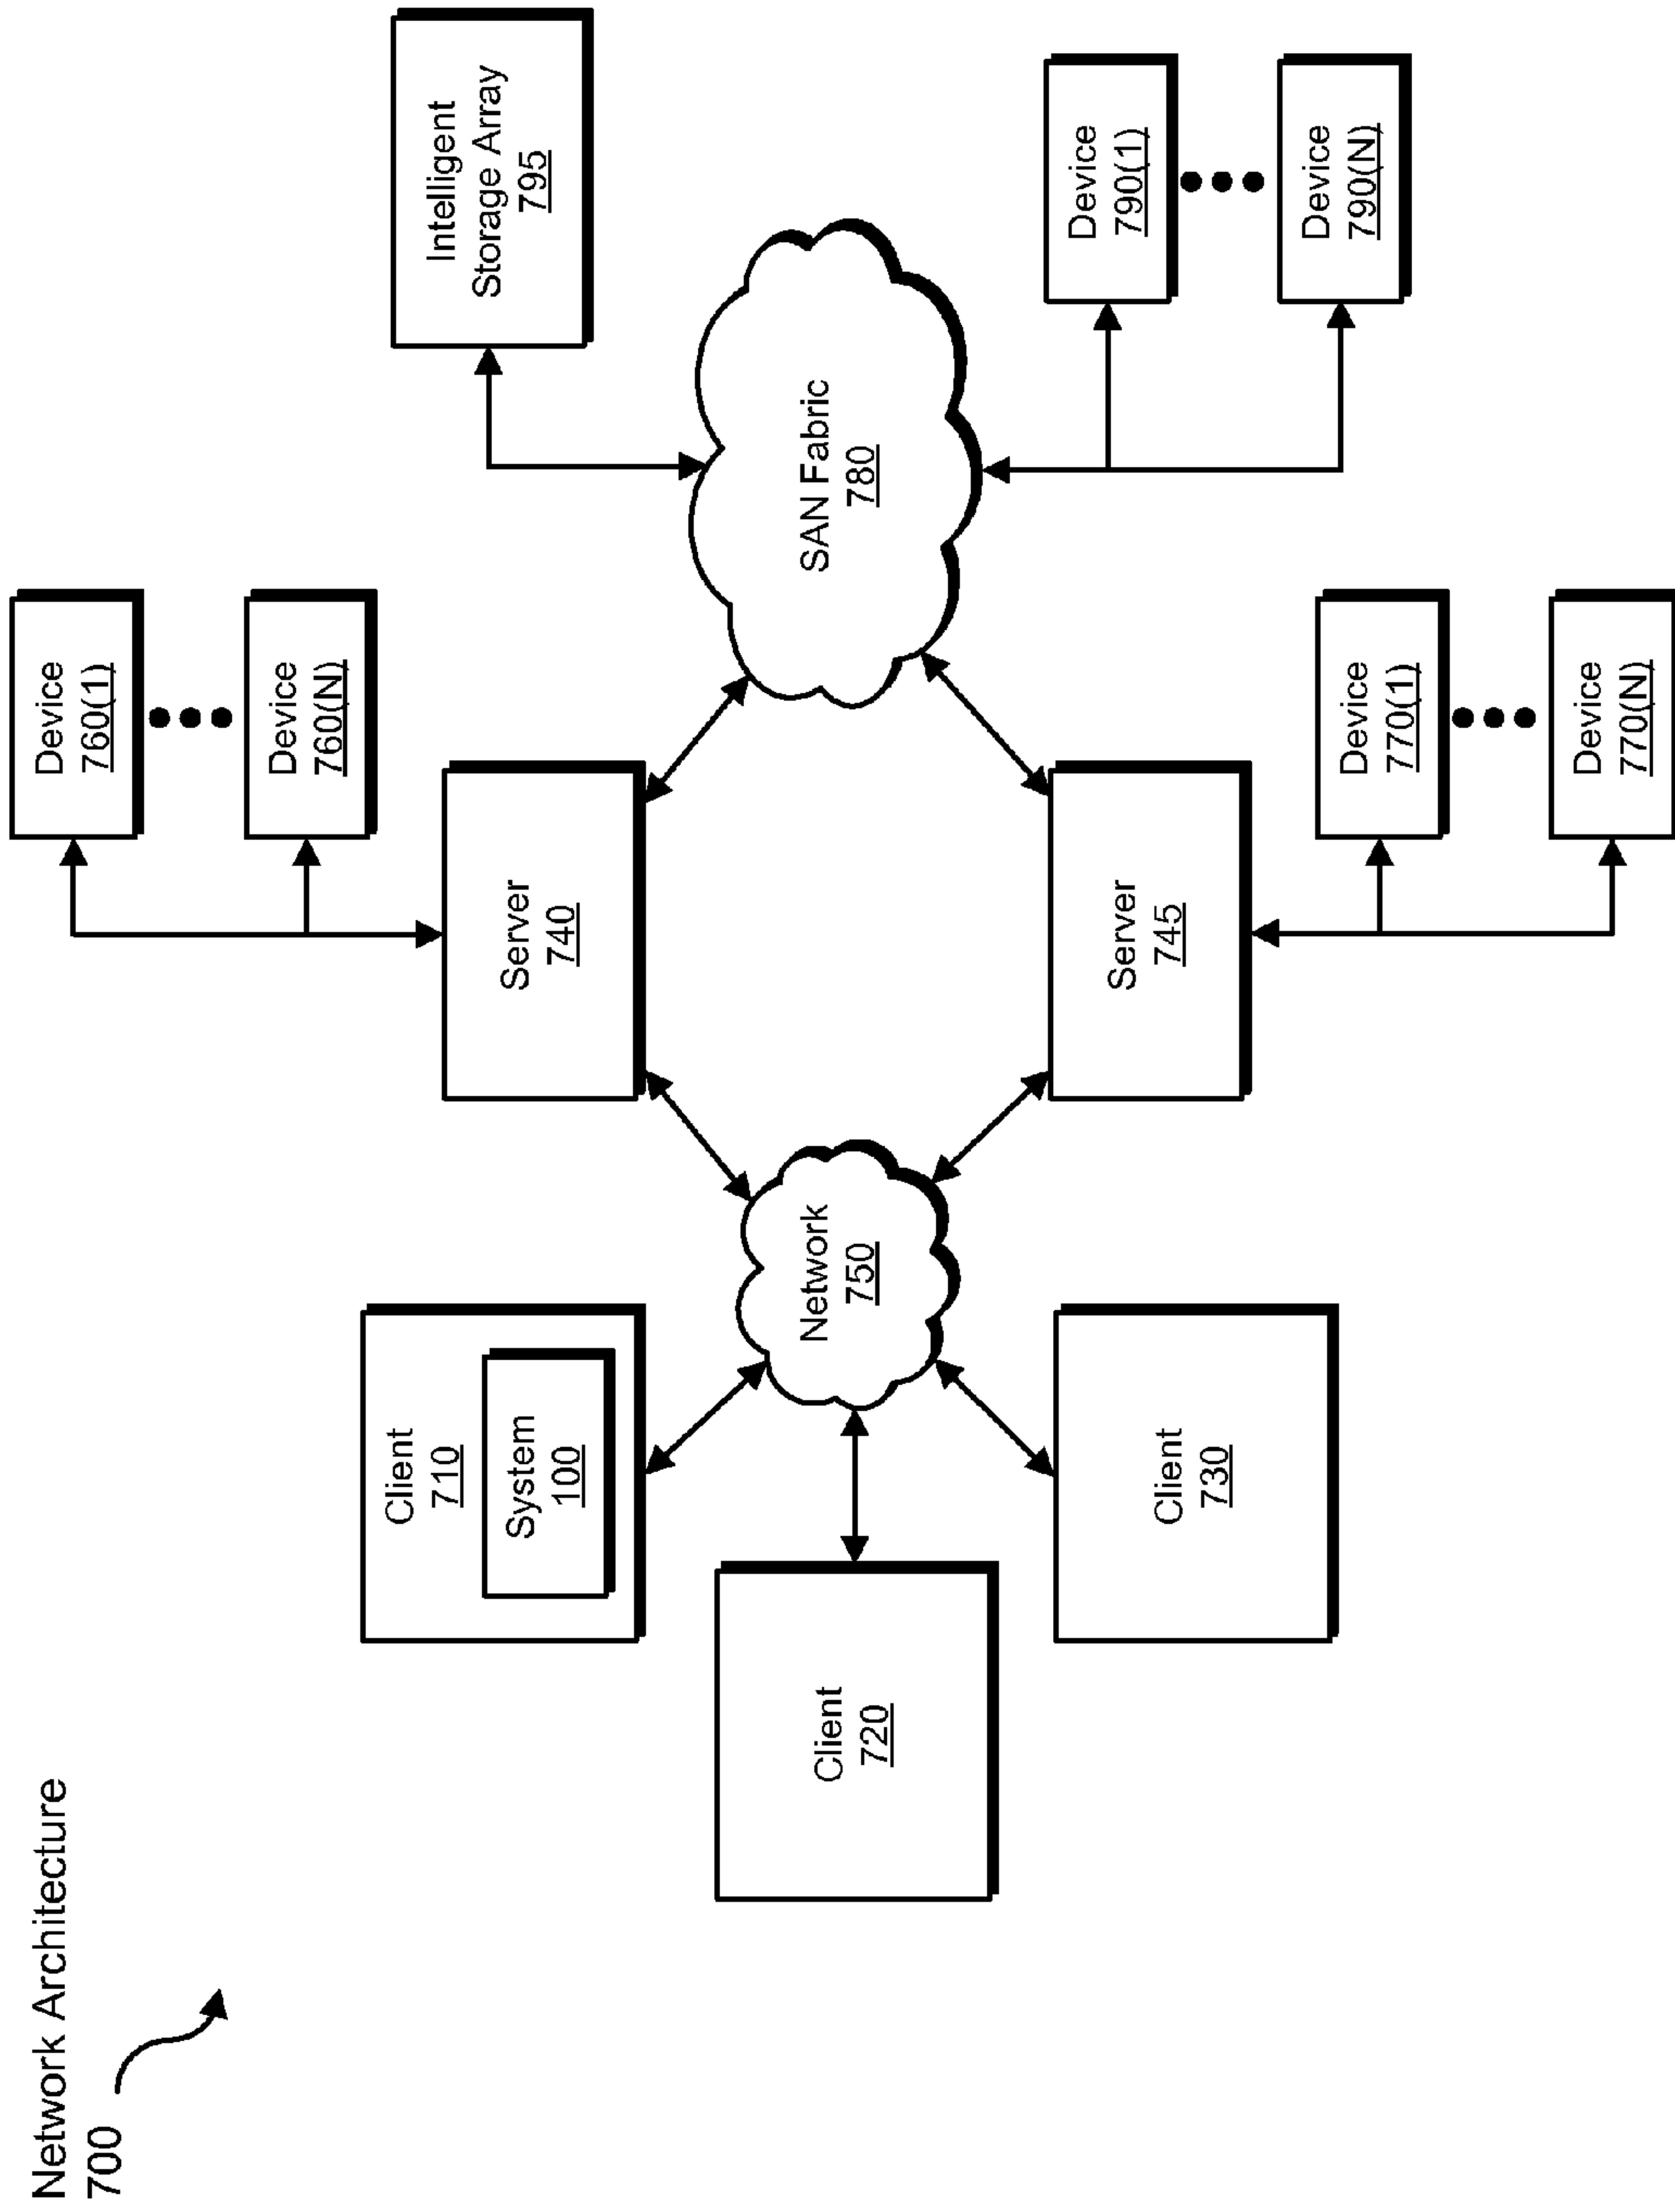 Network Architecture
700
Client
710
System
100
Client
720
Client
730
Network
750
Server
740
Server
745
Device
760(1)
Device
760(N)
Device
770(1)
Device
770(N)
SAN Fabric
780
Intelligent
Storage Array
795
Device
790(1)
Device
790(N)